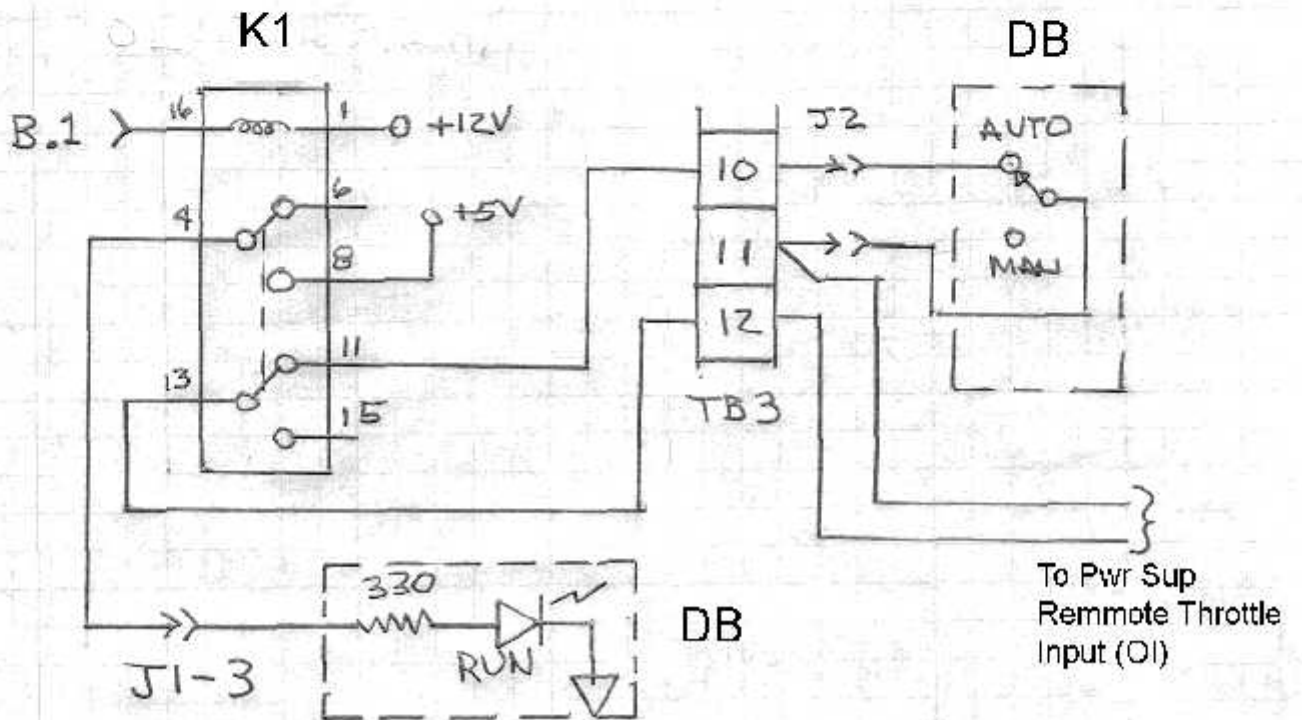 K1
DB
B.1
16
1
+12V
4
6
+5V
8
11
13
15
J2
10
11
12
TB3
AUTO
MAN
330
RUN
J1-3
DB
To Pwr Sup
Remmote Throttle
Input (OI)